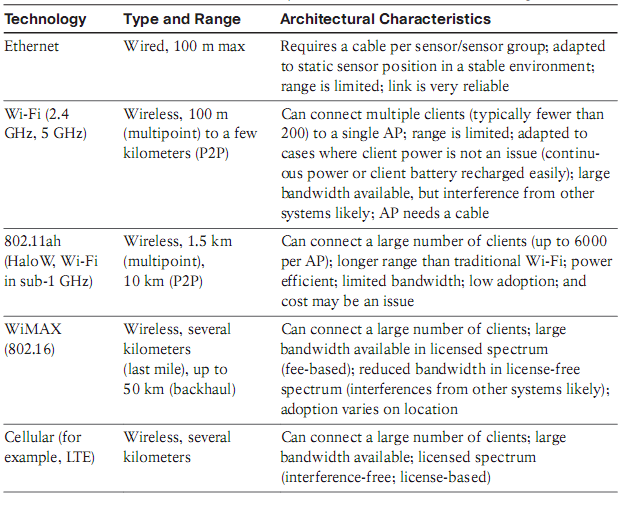 Technology Type and Range Architectural Characteristics
Ethernet Wired, 100 m max Requires a cable per sensor/sensor group; adapted
to static sensor position in a stable environment;
range is limited; link is very reliable
Wi-Fi (2.4 Wireless, 100 m Can connect multiple clients (typically fewer than
GHz, 5 GHz) (multipoint) to a few 200) to a single AP; range is limited; adapted to
kilometers (P2P) cases where client power is not an issue (continu-
ous power or client battery recharged easily); large
bandwidth available, but interference from other
systems likely; AP needs a cable
802.11ah Wireless, 1.5 km Can connect a large number of clients (up to 6000
(HaloW, Wi-Fi (multipoint), per AP); longer range than traditional Wi-Fi; power
in sub-1 GHz) 10 km (P2P) efficient; limited bandwidth; low adoption; and
cost may be an issue
WiMAX Wireless, several Can connect a large number of clients; large
(802.16) kilometers bandwidth available in licensed spectrum
(last mile), up to (fee-based); reduced bandwidth in license-free
50 km (backhaul) spectrum (interferences from other systems likely);
adoption varies on location
Cellular (for Wireless, several Can connect a large number of clients; large
example, LTE) kilometers bandwidth available; licensed spectrum
(interference-free; license-based)